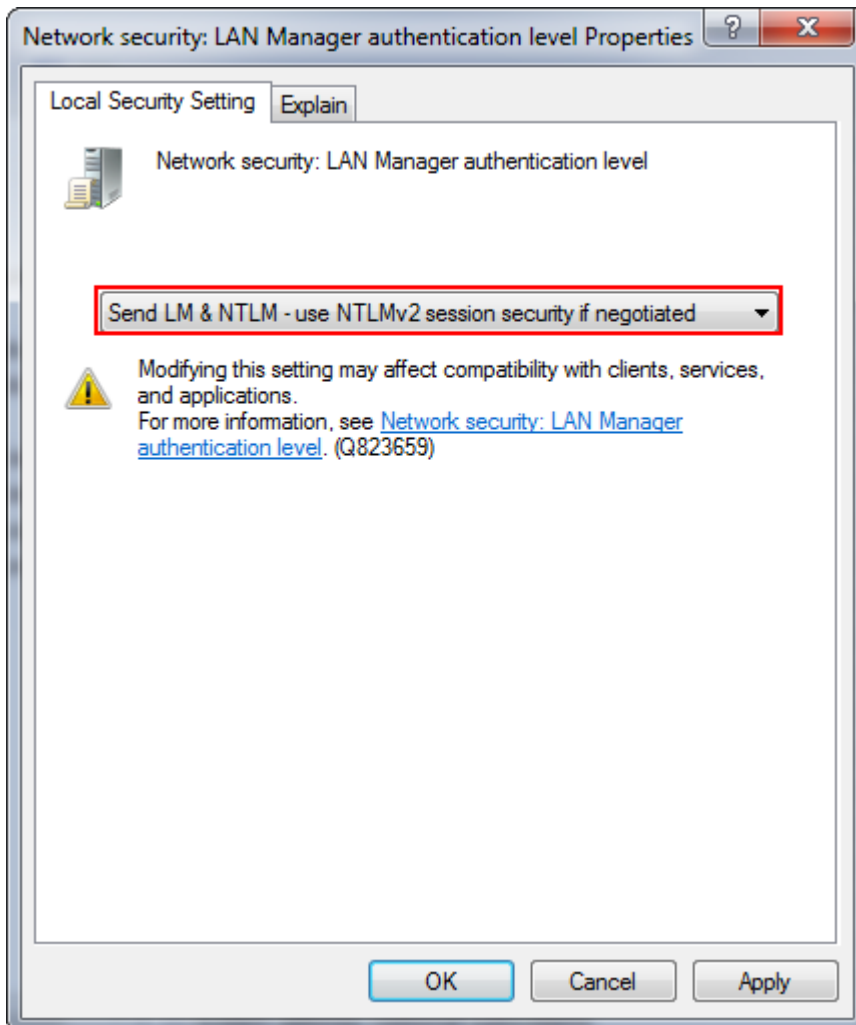 Network security: LAN Manager authentication level Properties
Local Security Setting
Explain
Network security: LAN Manager authentication level
Send LM & NTLM - use NTLMv2 session security if negotiated
Modifying this setting may affect compatibility with clients, services,
and applications.
For more information, see Network security: LAN Manager
authentication level. (Q823659)
OK
Cancel
Apply